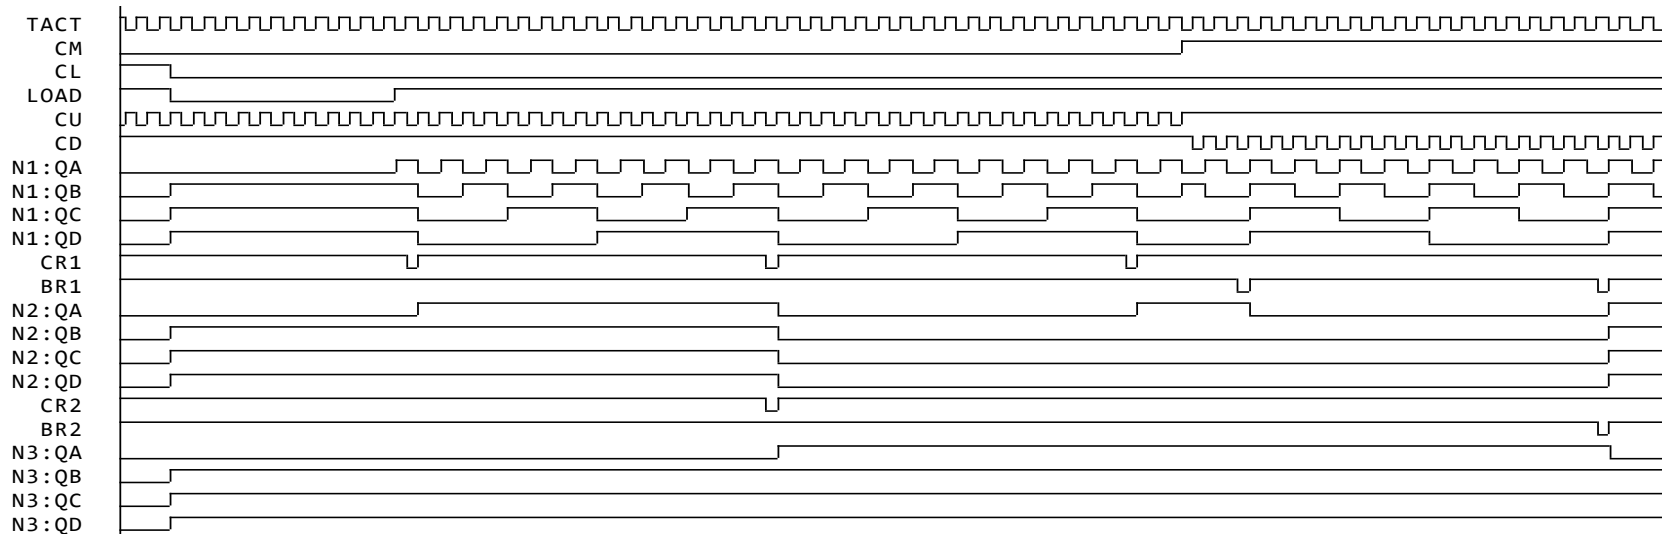 TACT
CM
CL
LOAD
CU
CD
N1:QA
N1:QB
N1:QC
N1:QD
CR1
BR1
N2:QA
N2:QB
N2:QC
N2:QD
CR2
BR2
N3:QA
N3:QB
N3:QC
N3:QD